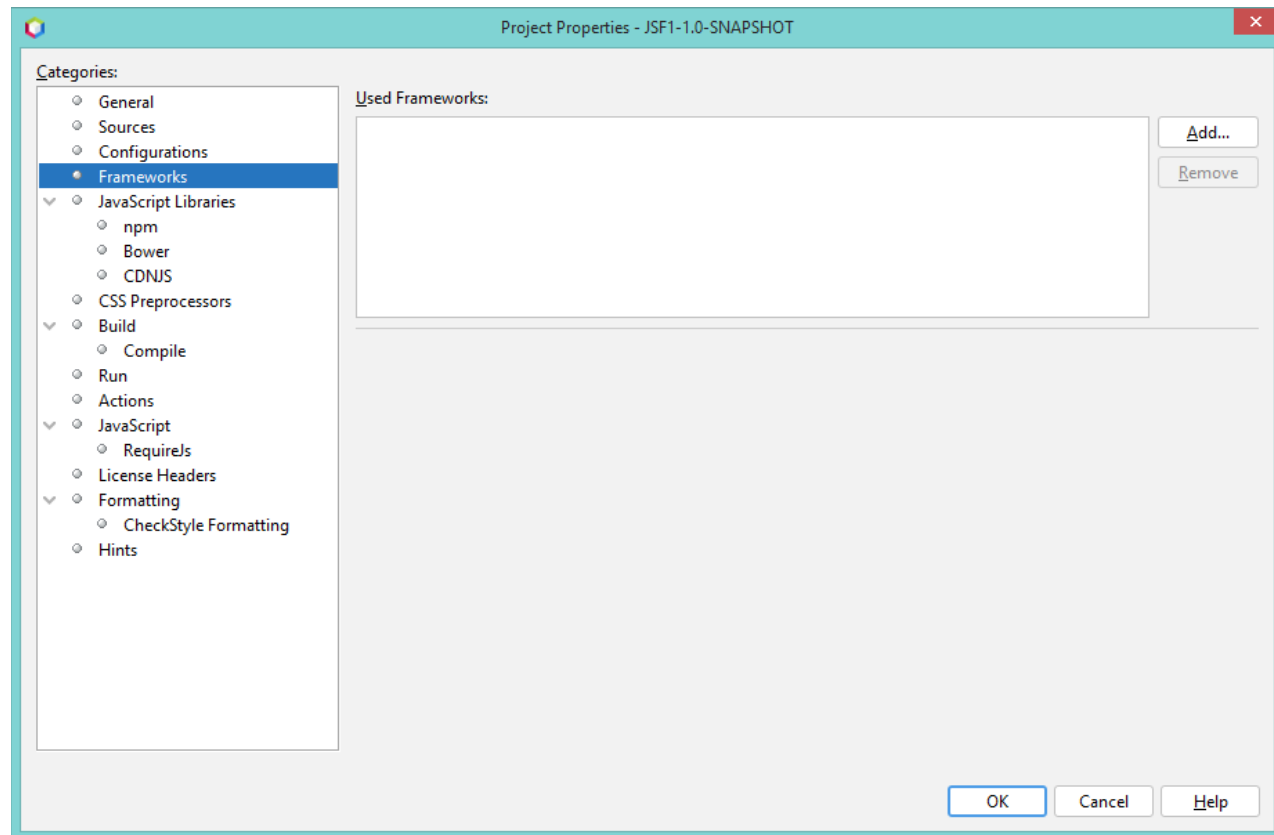 Project Properties - JSF1-1.0-SNAPSHOT
Categories:
General
Sources
Configurations
Frameworks
JavaScript Libraries
npm
Bower
CDNJS
CSS Preprocessors
Build
Compile
Run
Actions
JavaScript
RequireJs
License Headers
Formatting
CheckStyle Formatting
Hints
Used Frameworks:
Add...
Remove
OK Cancel Help